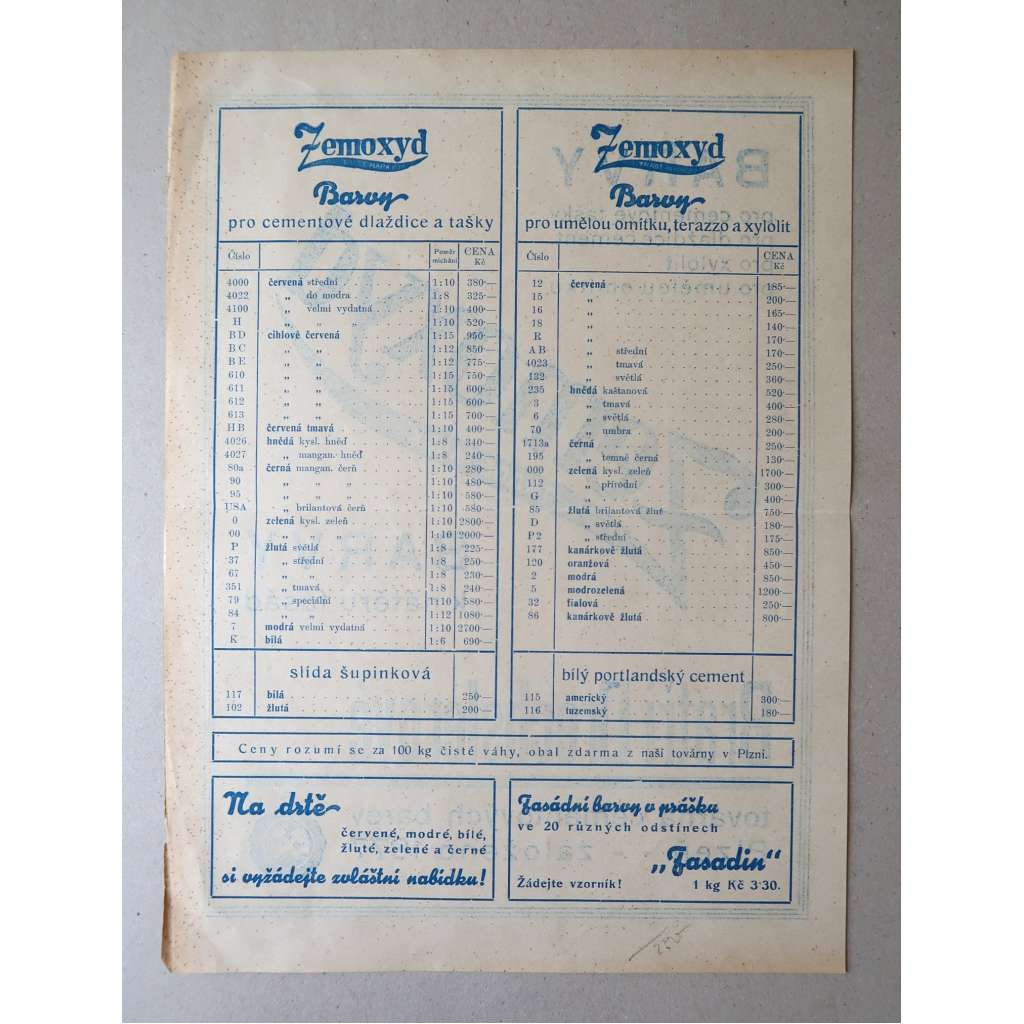 Zemoxyd
Barvy
pro cementové dlaždice a tašky
Číslo Poměr míchání CENA Kč
4000 červená střední 1:10 380·—
4022 „ do modra 1:8 325·—
4100 „ velmi vydatná 1:10 400·—
H „ „ „ 1:10 520·—
BD cihlově červená 1:15 950·—
BC „ „ 1:12 850·—
BE „ „ 1:12 775·—
610 „ „ 1:15 750·—
611 „ „ 1:15 600·—
612 „ „ 1:15 600·—
613 „ „ 1:15 700·—
HB červená tmavá 1:10 400·—
4026 hnědá kysl. hněď 1:8 340·—
4027 „ mangan. hněď 1:8 240·—
80a černá mangan. čerň 1:10 280·—
90 „ „ „ 1:10 480·—
95 „ „ „ 1:10 580·—
USA „ brilantová čerň 1:10 580·—
0 zelená kysl. zeleň 1:10 2800·—
00 „ „ „ 1:10 2000·—
P žlutá světlá 1:8 225·—
37 „ střední 1:8 250·—
67 „ „ 1:8 230·—
351 „ tmavá 1:8 240·—
79 „ speciální 1:10 580·—
84 „ „ 1:12 1080·—
7 modrá velmi vydatná 1:10 2700·—
K bílá 1:6 690·—
slída šupinková
117 bílá 250·—
102 žlutá 200·—
Zemoxyd
Barvy
pro umělou omítku, terazzo a xylolit
Číslo CENA Kč
12 červená 185·—
15 „ 200·—
16 „ 165·—
18 „ 140·—
R „ 170·—
AB „ střední 170·—
4023 „ tmavá 250·—
132 „ světlá 360·—
235 hnědá kaštanová 520·—
3 „ tmavá 400·—
6 „ světlá 280·—
70 „ umbra 200·—
1713a černá 250·—
195 „ temně černá 130·—
000 zelená kysl. zeleň 1700·—
112 „ přírodní 300·—
G „ 400·—
85 žlutá brilantová žluť 750·—
D „ světlá 180·—
P2 „ střední 175·—
177 kanárkově žlutá 850·—
120 oranžová 450·—
2 modrá 850·—
5 modrozelená 1200·—
32 fialová 250·—
86 kanárkově žlutá 800·—
bílý portlandský cement
115 americký 300·—
116 tuzemský 180·—
Ceny rozumí se za 100 kg čisté váhy, obal zdarma z naší továrny v Plzni.
Na drtě
červené, modré, bílé,
žluté, zelené a černé
si vyžádejte zvláštní nabídku!
Fasádní barvy v prášku
ve 20 různých odstínech
„Fasadin"
Žádejte vzorník! 1 kg Kč 3·30.